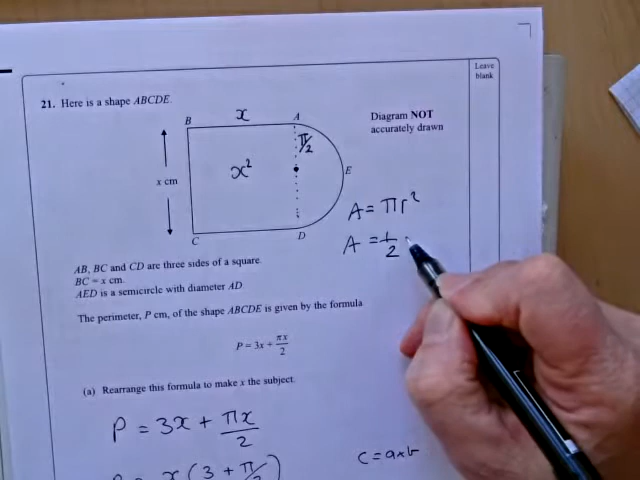 Leave
blank
21. Here is a shape ABCDE.
B
x
A
Diagram NOT
accurately drawn
π/2
x²
E
x cm
A = πr²
C
D
A = 1/2
AB, BC and CD are three sides of a square.
BC = x cm.
AED is a semicircle with diameter AD.
The perimeter, P cm, of the shape ABCDE is given by the formula
P = 3x + πx/2
(a) Rearrange this formula to make x the subject.
P = 3x + πx/2
x(3 + π/2)